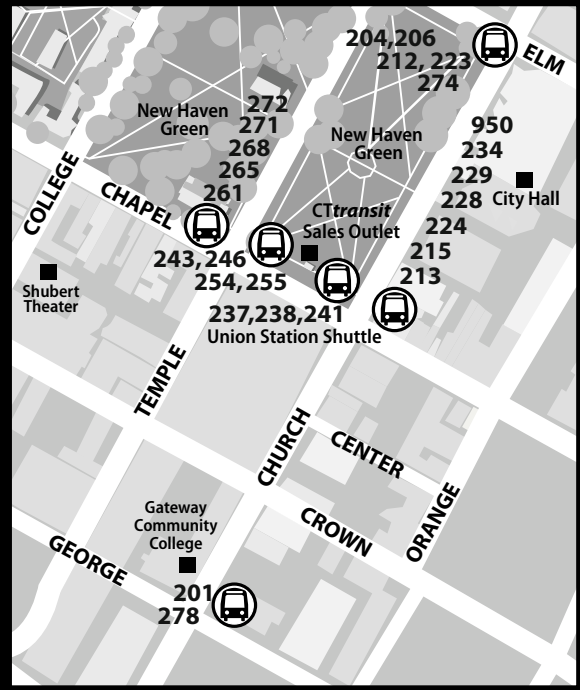 204,206
212, 223
274
ELM
New Haven
Green
272
271
268
265
261
New Haven
Green
950
234
229
228
224
215
213
City Hall
COLLEGE
CHAPEL
CTtransit
Sales Outlet
243, 246
254, 255
Shubert
Theater
237,238,241
Union Station Shuttle
TEMPLE
CHURCH
CENTER
ORANGE
CROWN
Gateway
Community
College
GEORGE
201
278